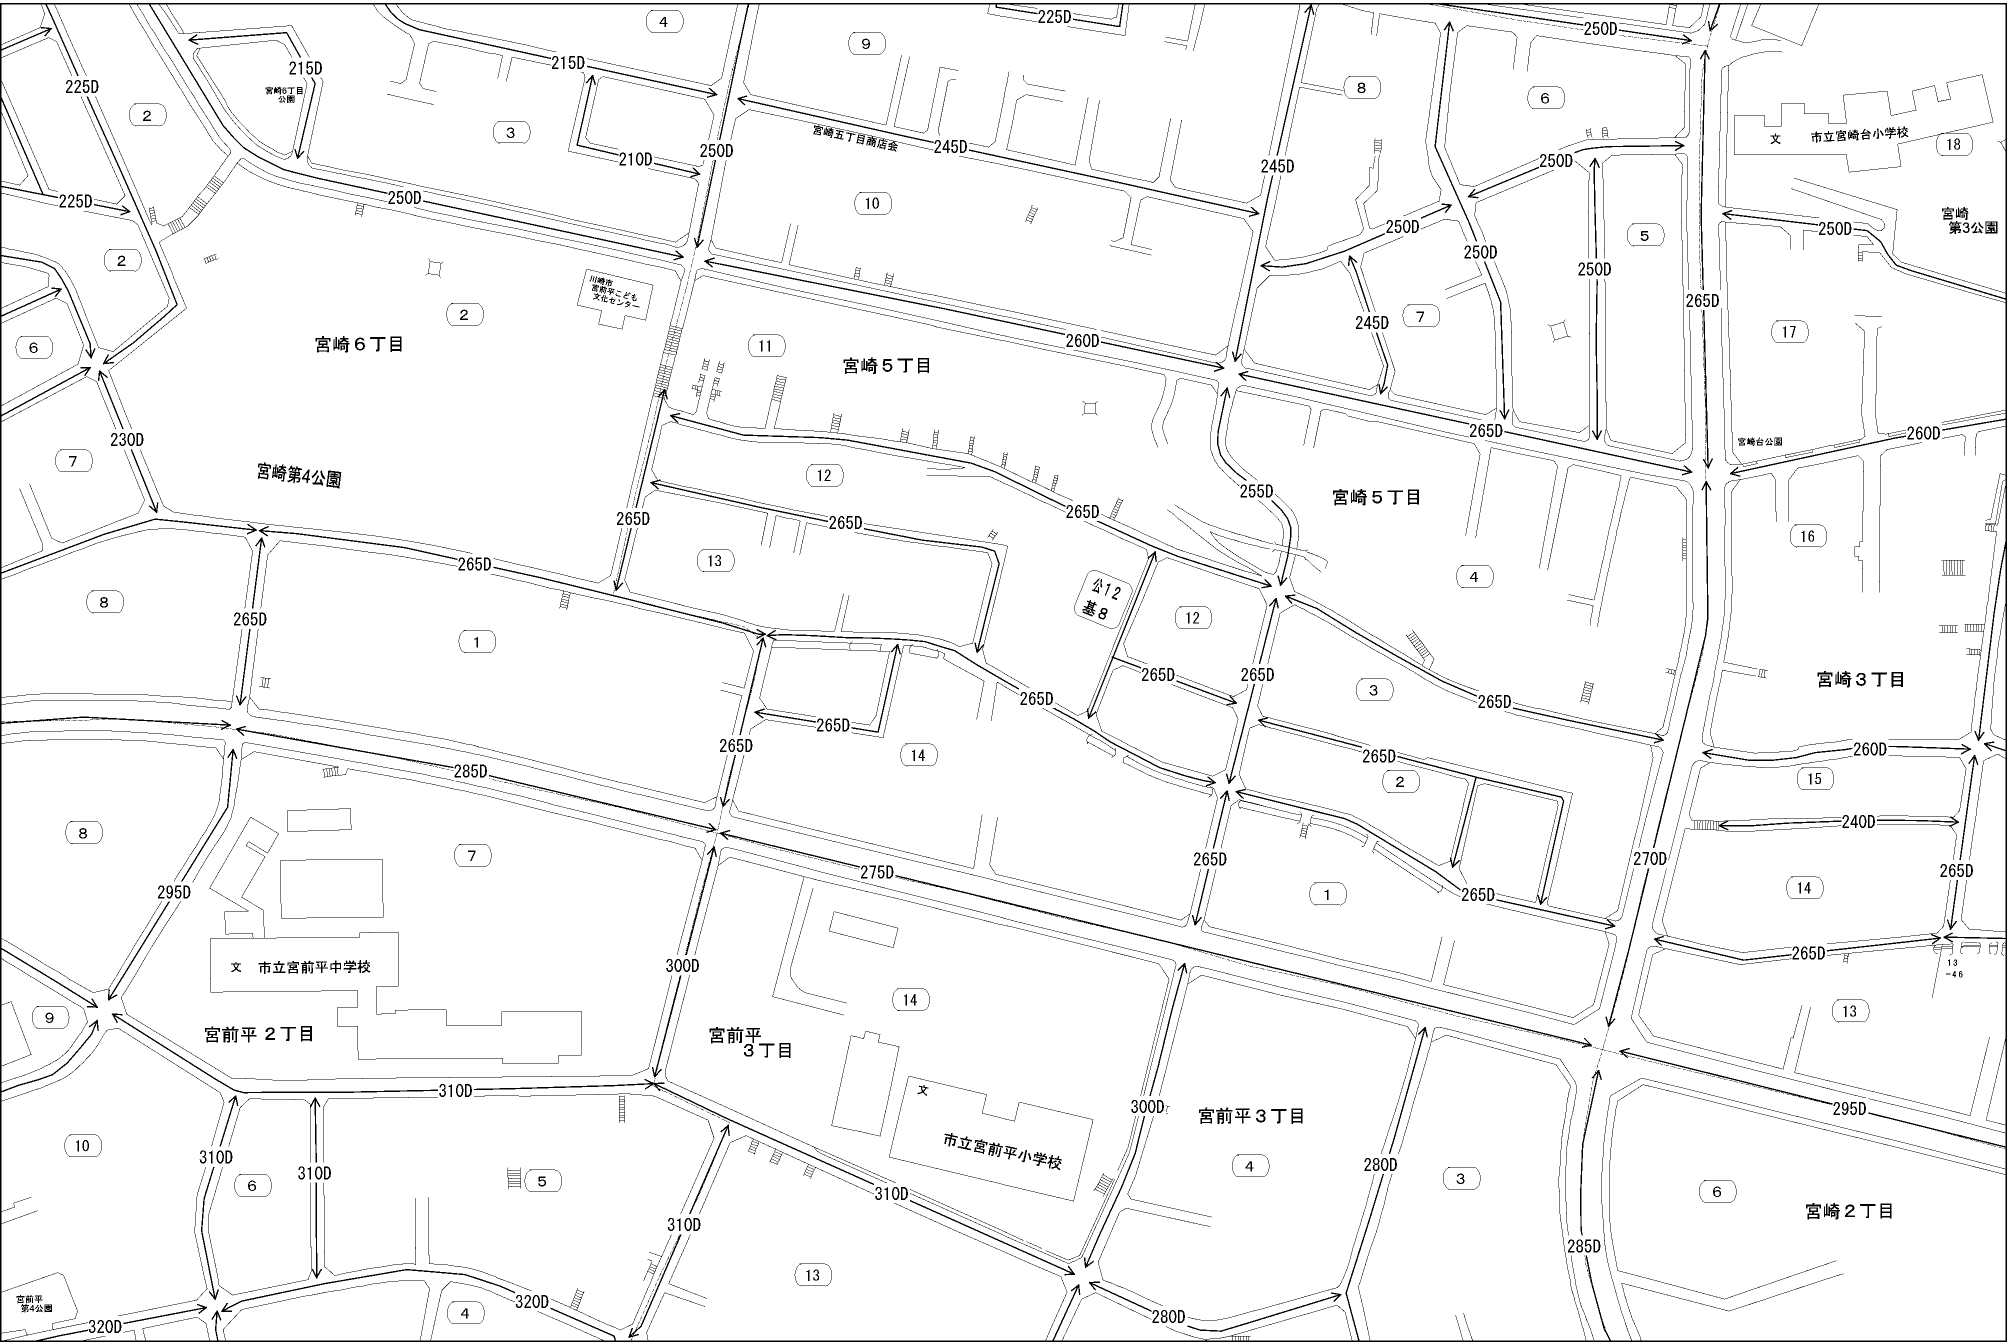 4
9
225D
250D
225D
215D
215D
宮崎6丁目
公園
2
3
8
6
市立宮崎台小学校
文
18
宮崎五丁目商店会
250D
245D
245D
250D
210D
225D
250D
10
宮崎
第3公園
250D
250D
250D
5
2
250D
265D
川崎市
宮前平こども
文化センター
2
宮崎6丁目
6
11
260D
宮崎5丁目
245D
7
17
230D
7
宮崎第4公園
12
265D
宮崎台公園
260D
255D
宮崎5丁目
265D
265D
265D
16
265D
13
8
265D
公12
基8
12
4
1
265D
265D
265D
265D
3
265D
宮崎3丁目
265D
265D
14
265D
285D
265D
2
260D
15
240D
8
7
275D
265D
270D
265D
295D
1
265D
14
文
市立宮前平中学校
300D
265D
13
-46
14
9
宮前平2丁目
宮前平
3丁目
13
310D
文
300D
宮前平3丁目
295D
市立宮前平小学校
10
310D
310D
6
5
310D
4
280D
3
6
宮崎2丁目
310D
285D
13
宮前平
第4公園
320D
320D
4
280D